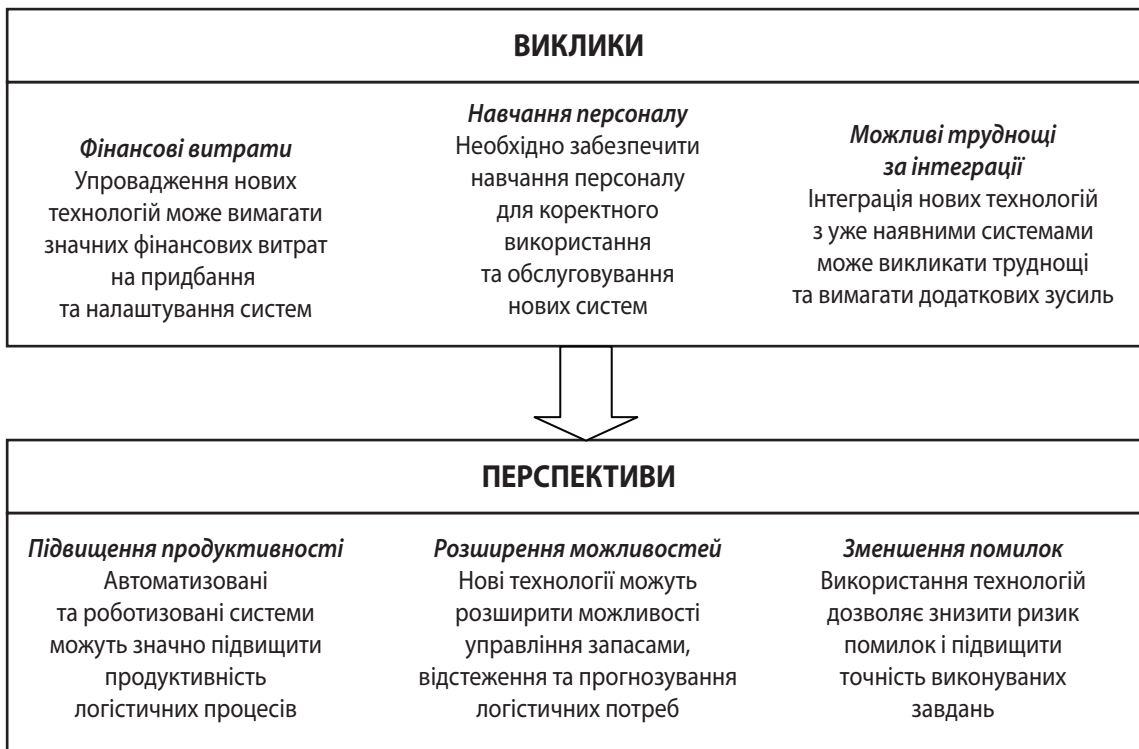 ВИКЛИКИ
Фінансові витрати
Упровадження нових
технологій може вимагати
значних фінансових витрат
на придбання
та налаштування систем
Навчання персоналу
Необхідно забезпечити
навчання персоналу
для коректного
використання
та обслуговування
нових систем
Можливі труднощі
за інтеграції
Інтеграція нових технологій
з уже наявними системами
може викликати труднощі
та вимагати додаткових зусиль
ПЕРСПЕКТИВИ
Підвищення продуктивності
Автоматизовані
та роботизовані системи
можуть значно підвищити
продуктивність
логістичних процесів
Розширення можливостей
Нові технології можуть
розширити можливості
управління запасами,
відстеження та прогнозування
логістичних потреб
Зменшення помилок
Використання технологій
дозволяє знизити ризик
помилок і підвищити
точність виконуваних
завдань